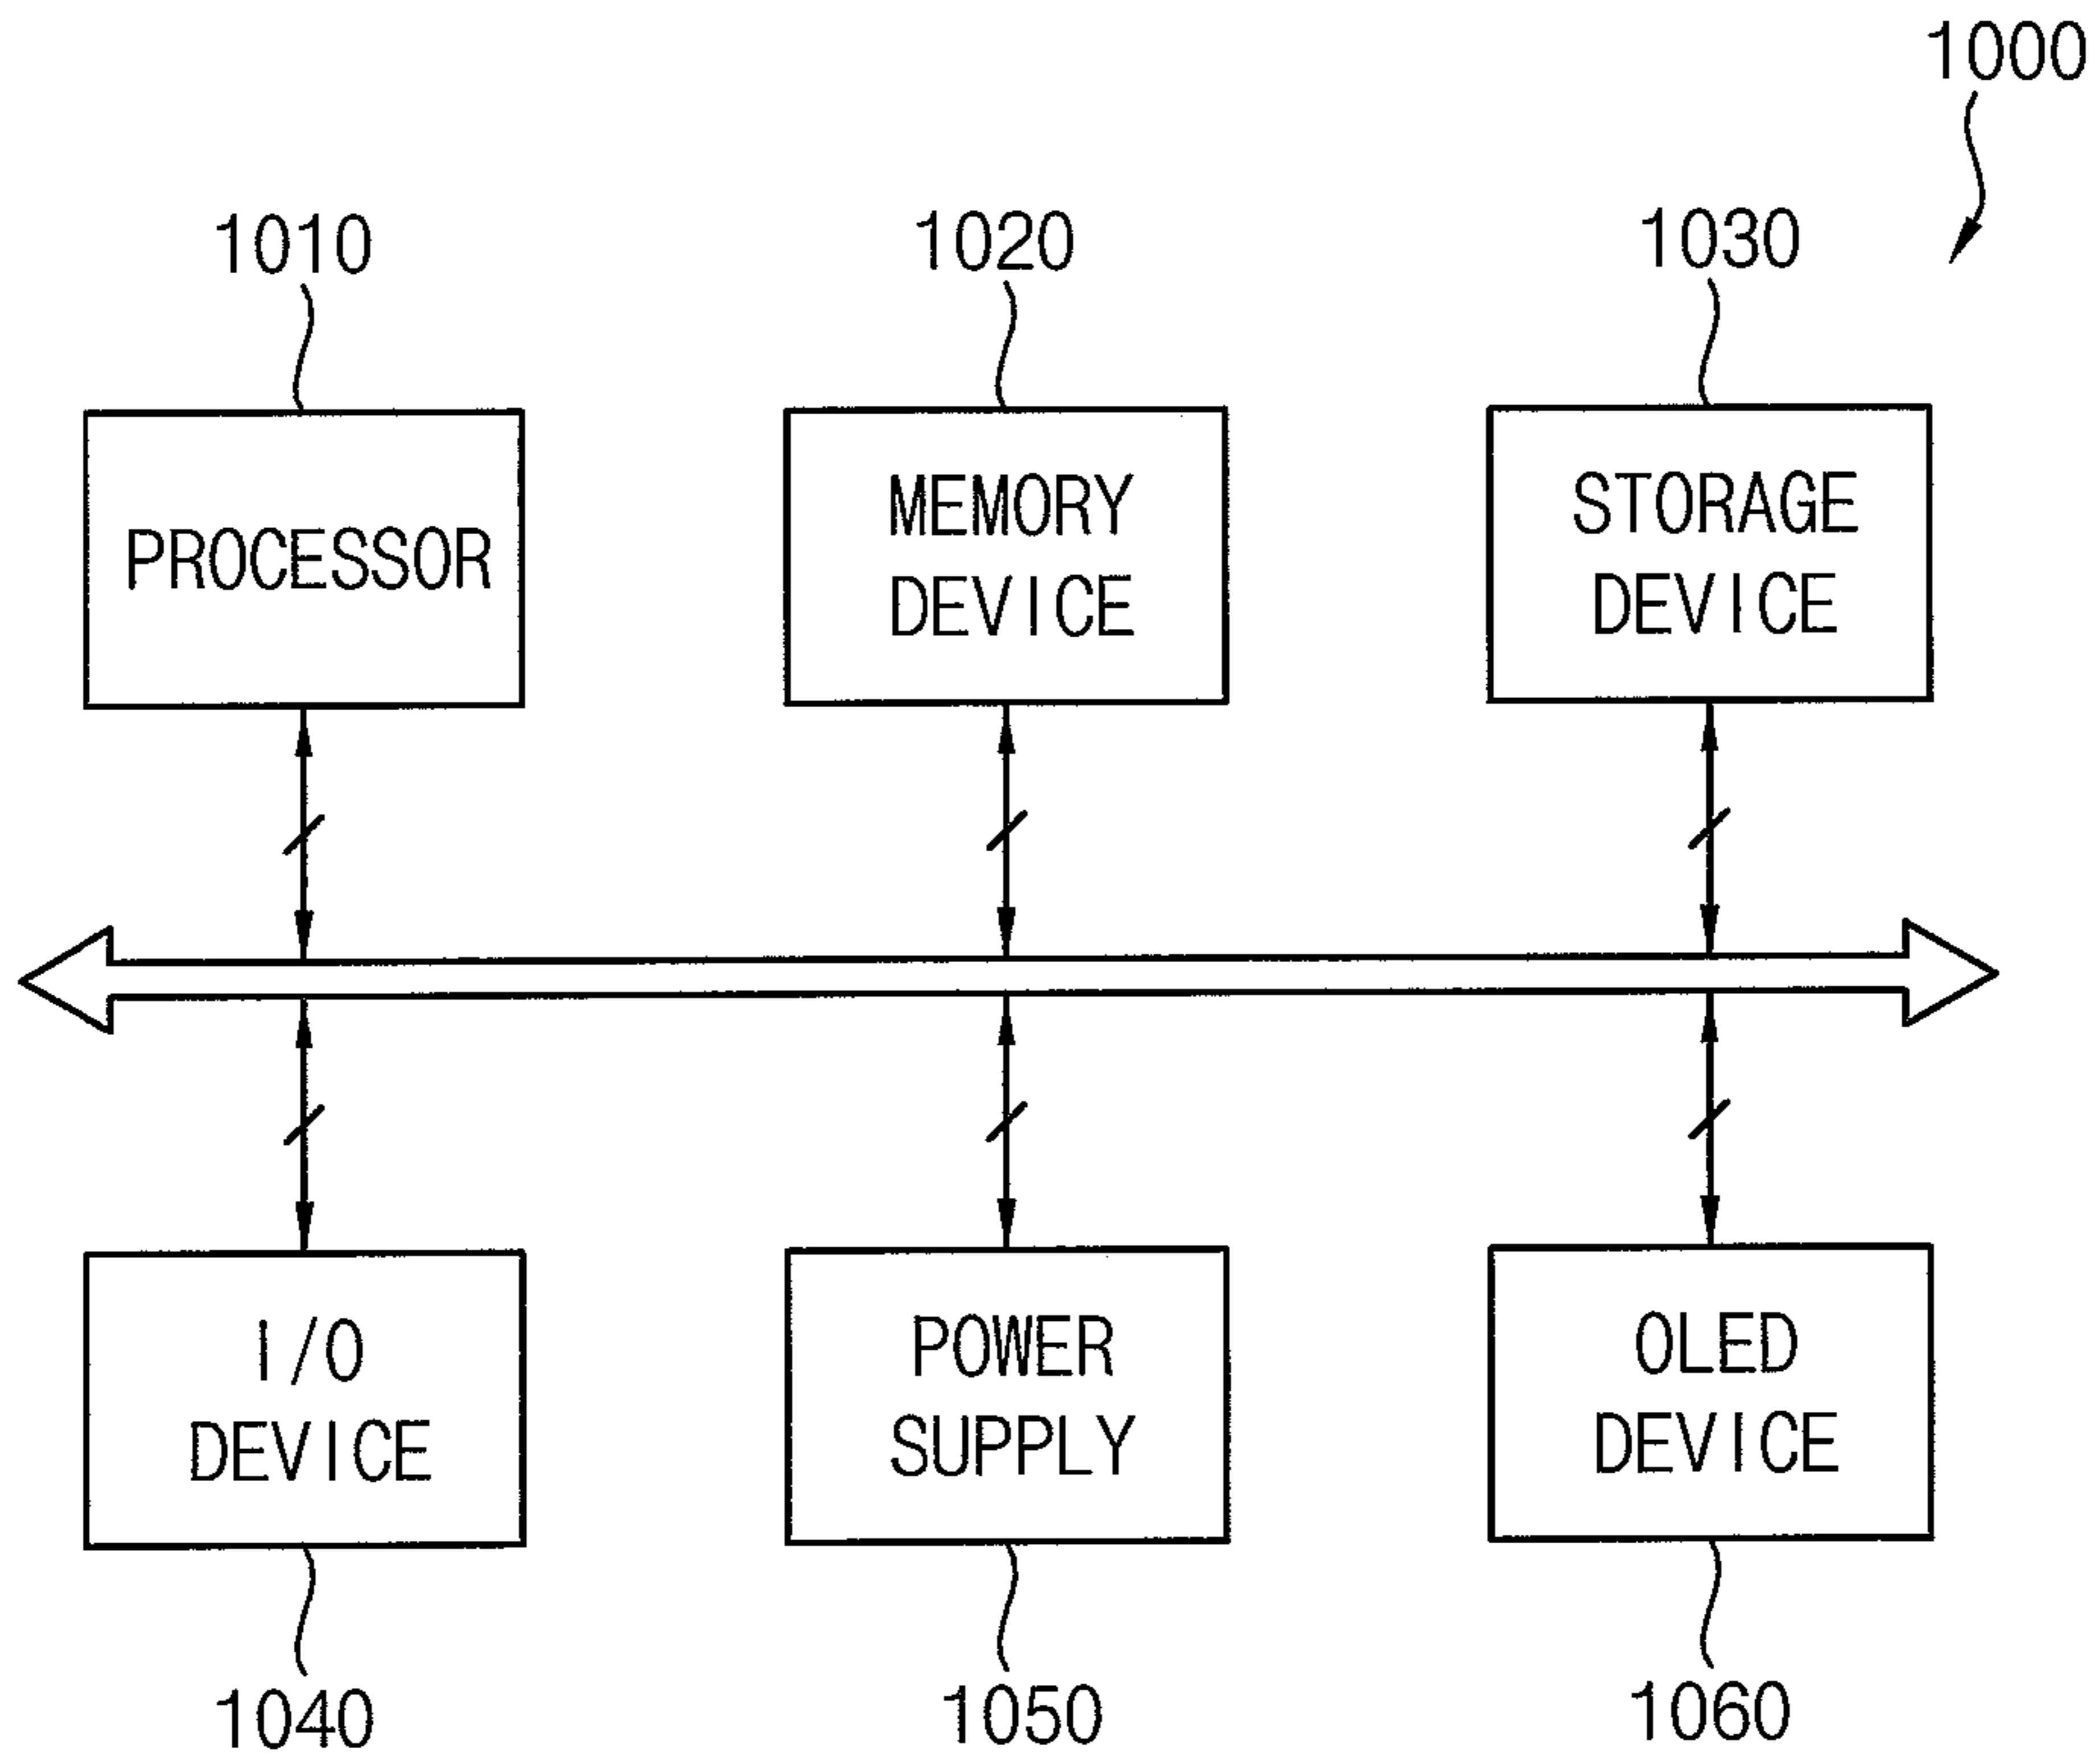 1000
1010
1020
1030
PROCESSOR
MEMORY
DEVICE
STORAGE
DEVICE
I/O
DEVICE
POWER
SUPPLY
OLED
DEVICE
1040
1050
1060